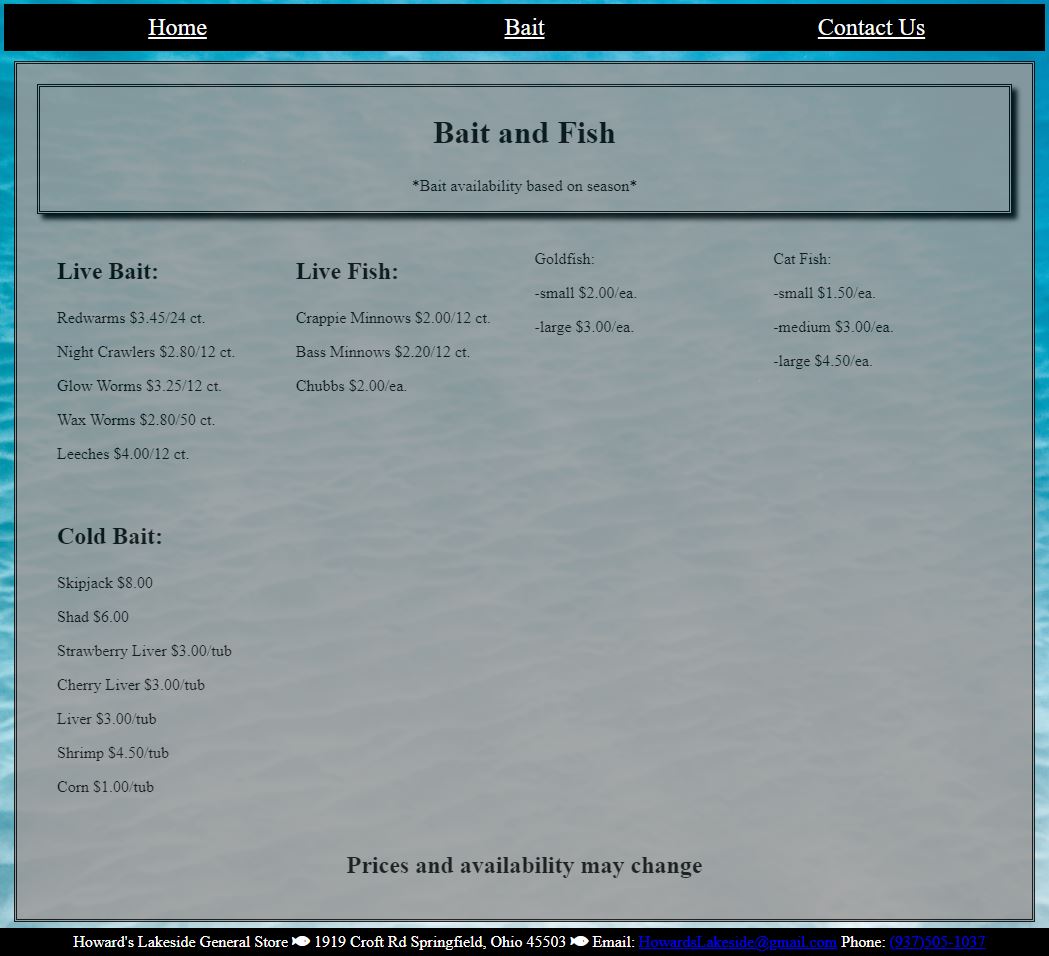 Home
Bait
Contact Us
Bait and Fish
*Bait availability based on season*
Live Bait:
Redwarms $3.45/24 ct.
Night Crawlers $2.80/12 ct.
Glow Worms $3.25/12 ct.
Wax Worms $2.80/50 ct.
Leeches $4.00/12 ct.
Live Fish:
Crappie Minnows $2.00/12 ct.
Bass Minnows $2.20/12 ct.
Chubbs $2.00/ea.
Goldfish:
-small $2.00/ea.
-large $3.00/ea.
Cat Fish:
-small $1.50/ea.
-medium $3.00/ea.
-large $4.50/ea.
Cold Bait:
Skipjack $8.00
Shad $6.00
Strawberry Liver $3.00/tub
Cherry Liver $3.00/tub
Liver $3.00/tub
Shrimp $4.50/tub
Corn $1.00/tub
Prices and availability may change
Howard's Lakeside General Store 1919 Croft Rd Springfield, Ohio 45503 Email: HowardsLakeside@gmail.com Phone: (937)505-1037